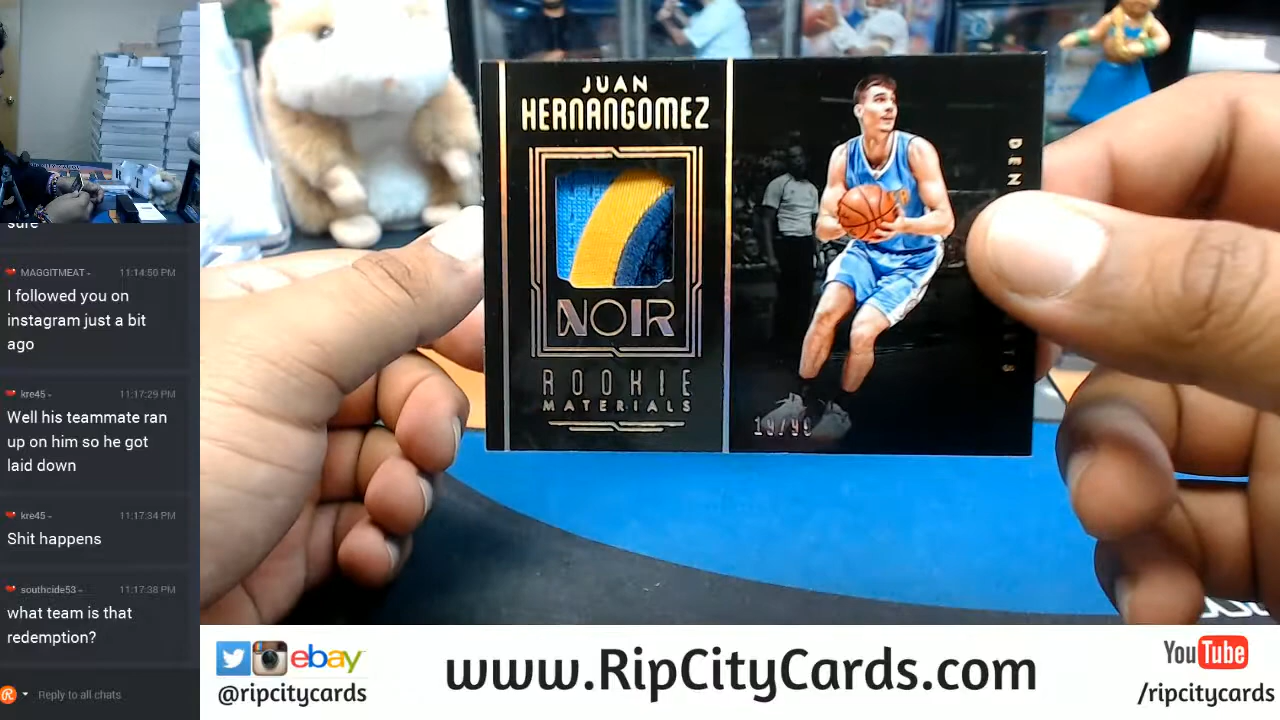 sure
MAGGITMEAT - 11:14:50 PM
I followed you on
instagram just a bit
ago
kre45 - 11:17:29 PM
Well his teammate ran
up on him so he got
laid down
kre45 - 11:17:34 PM
Shit happens
southcide53 - 11:17:38 PM
what team is that
redemption?
Reply to all chats
JUAN
HERNANGOMEZ
NOIR
ROOKIE
MATERIALS
19/99
DEN
TS
ebay
@ripcitycards
www.RipCityCards.com
YouTube
/ripcitycards